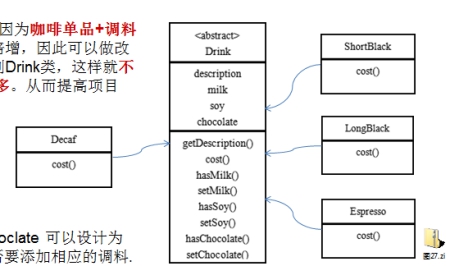 因为咖啡单品+调料
倍增，因此可以做改
到Drink类，这样就不
多。从而提高项目
<abstract>
Drink
description
milk
soy
chocolate
getDescription()
cost()
hasMilk()
setMilk()
hasSoy()
setSoy()
hasChocolate()
setChocolate()
ShortBlack
cost()
LongBlack
cost()
Espresso
cost()
Decaf
cost()
oclate 可以设计为
否要添加相应的调料.
图27.zi